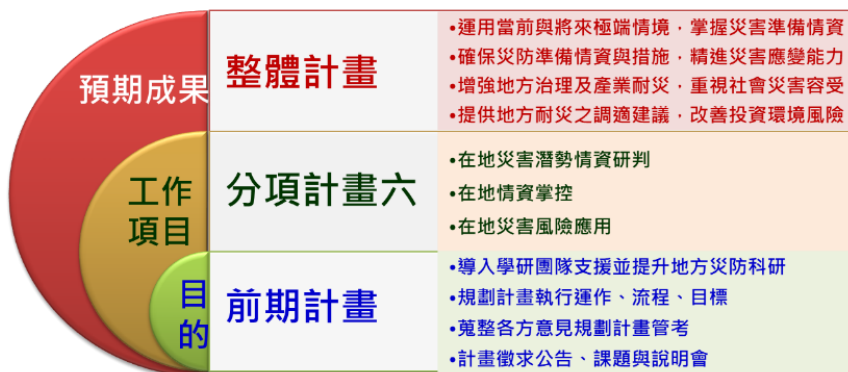 預期成果
整體計畫
•運用當前與將來極端情境，掌握災害準備情資
•確保災防準備情資與措施，精進災害應變能力
•增強地方治理及產業耐災，重視社會災害容受
•提供地方耐災之調適建議，改善投資環境風險
工作
項目
分項計畫六
•在地災害潛勢情資研判
•在地情資掌控
•在地災害風險應用
目
的
前期計畫
•導入學研團隊支援並提升地方災防科研
•規劃計畫執行運作、流程、目標
•蒐整各方意見規劃計畫管考
•計畫徵求公告、課題與說明會